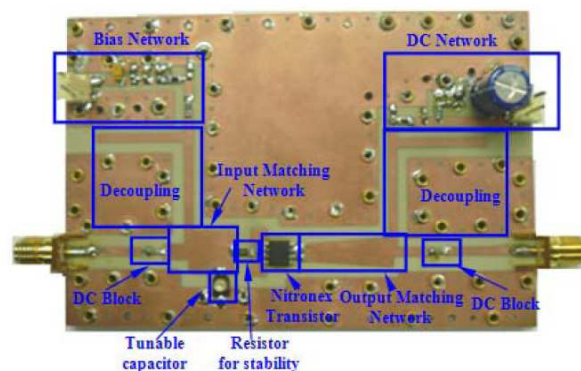 Bias Network
DC Network
Decoupling
Input Matching
Network
Decoupling
DC Block
Nitronex
Transistor
Output Matching
Network
DC Block
Tunable
capacitor
Resistor
for stability